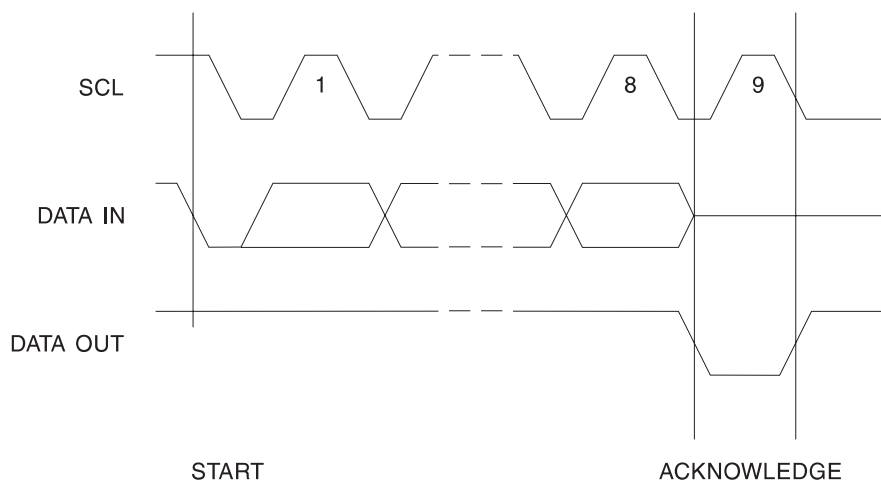 SCL
1
8
9
DATA IN
DATA OUT
START
ACKNOWLEDGE